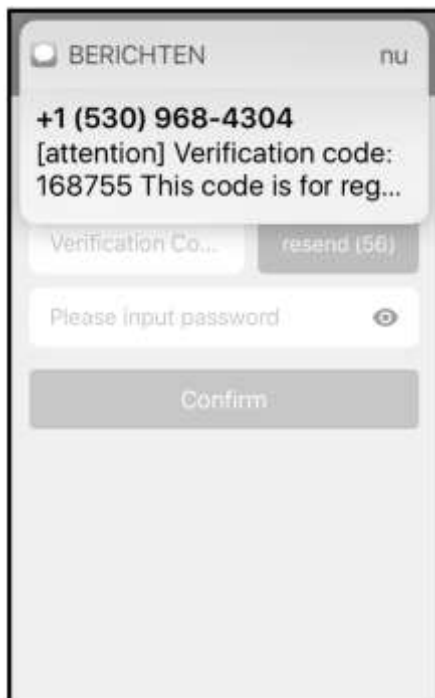 BERICHTEN nu
+1 (530) 968-4304
[attention] Verification code:
168755 This code is for reg...
Verification Co... resend (56)
Please input password
Confirm